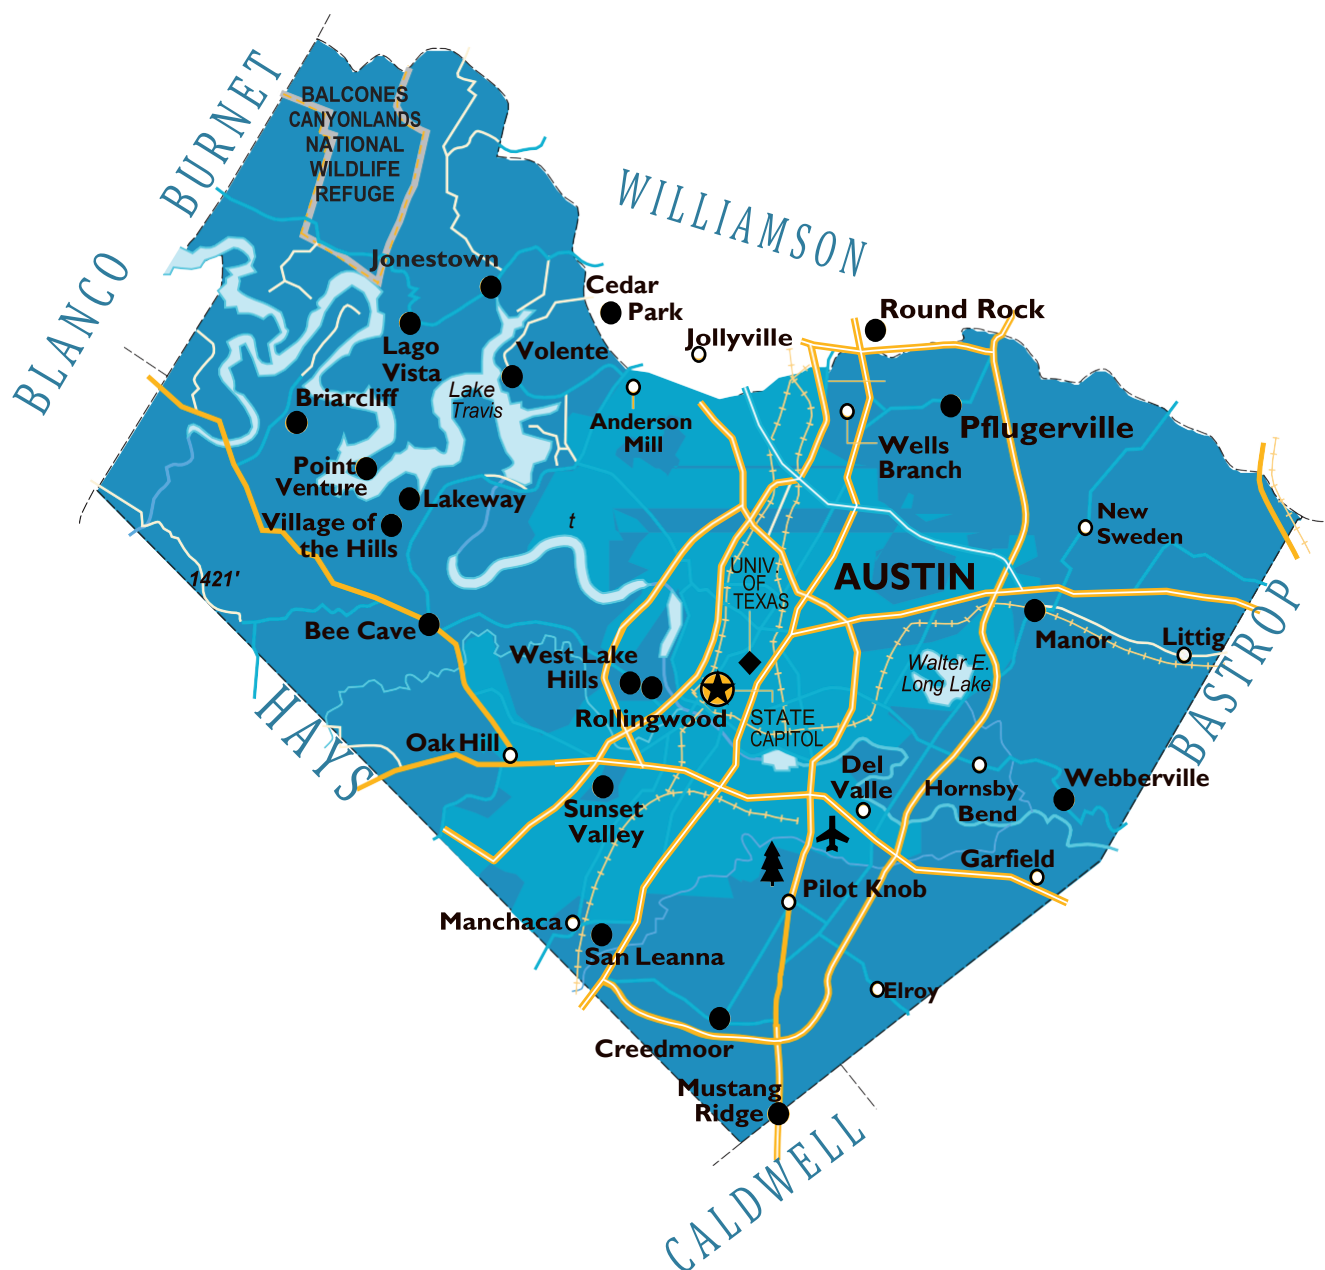 BURNET
BALCONES
CANYONLANDS
NATIONAL
WILDLIFE
REFUGE
WILLIAMSON
BLANCO
Jonestown
Cedar
Park
Round Rock
Jollyville
Lago
Vista
Volente
Lake
Travis
Briarcliff
Anderson
Mill
Pflugerville
Wells
Branch
Point
Venture
Lakeway
Village of
the Hills
t
New
Sweden
1421'
UNIV.
OF
TEXAS
AUSTIN
Bee Cave
Manor
Littig
BASTROP
West Lake
Hills
Walter E.
Long Lake
Rollingwood
STATE
CAPITOL
HAYS
Oak Hill
Del
Valle
Hornsby
Bend
Webberville
Sunset
Valley
Garfield
Pilot Knob
Manchaca
San Leanna
Elroy
Creedmoor
Mustang
Ridge
CALDWELL